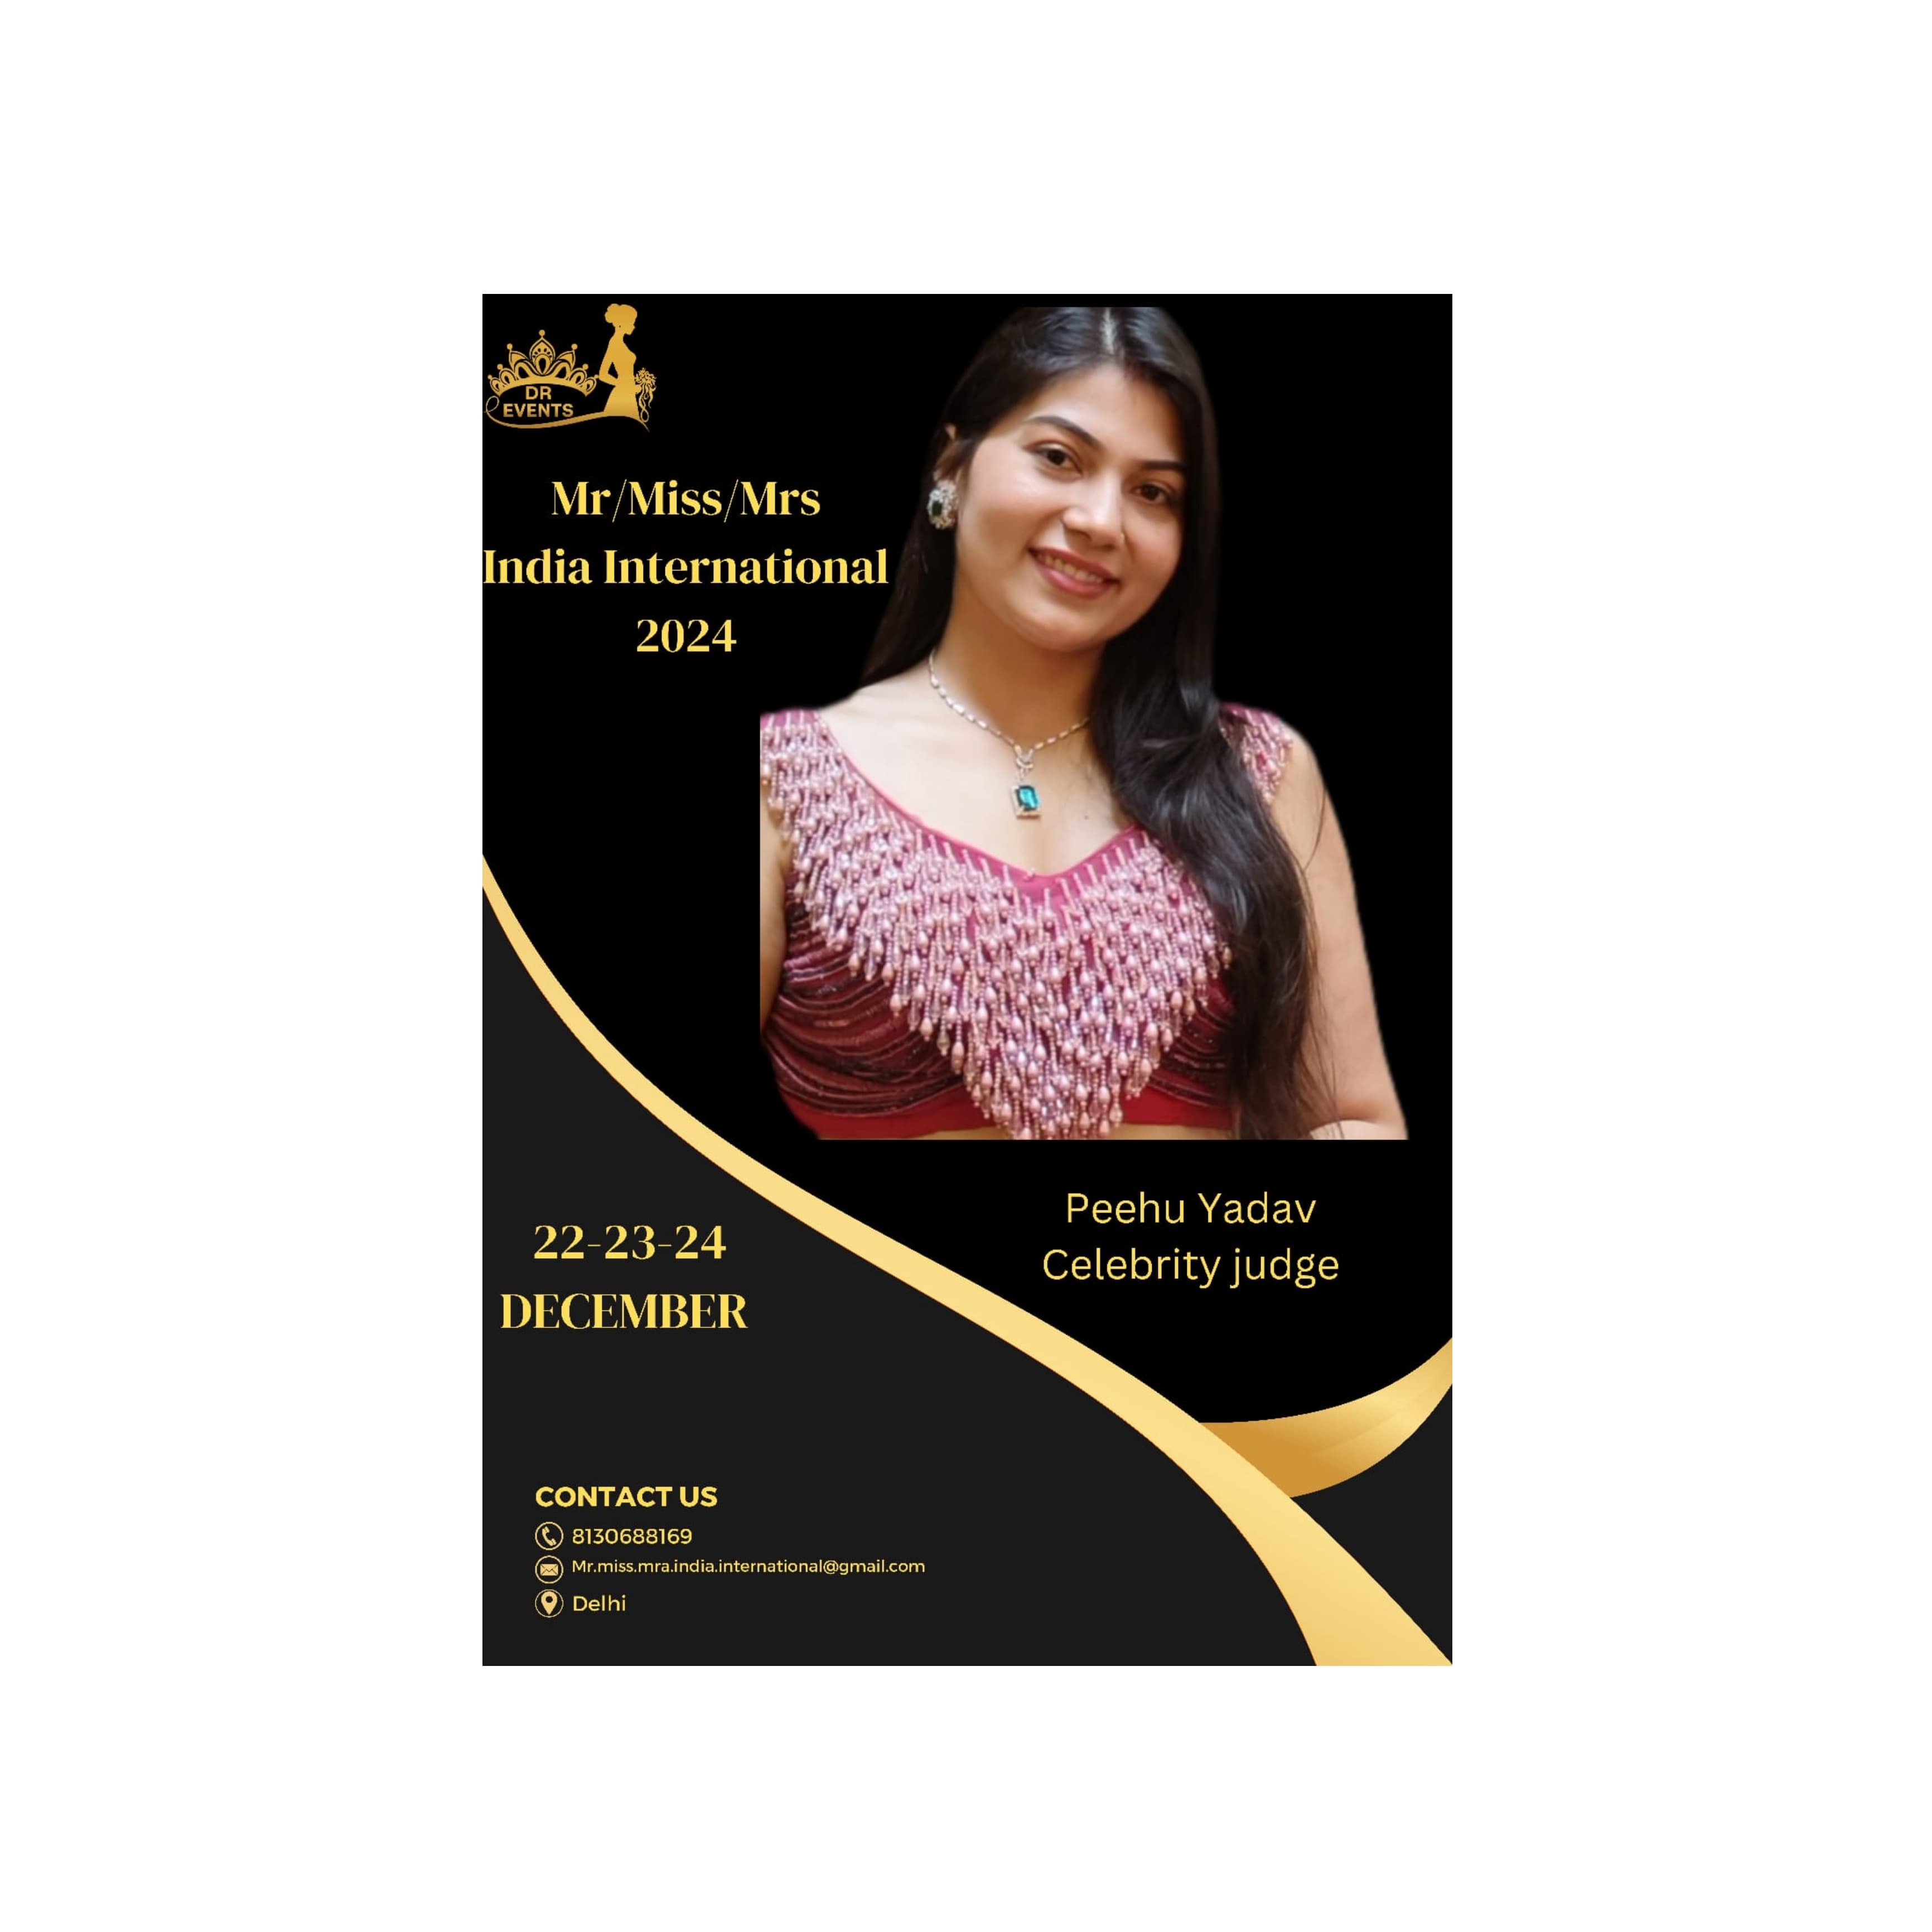 DR
EVENTS
Mr/Miss/Mrs
India International
2024
Peehu Yadav
Celebrity judge
22-23-24
DECEMBER
CONTACT US
8130688169
Mr.miss.mra.india.international@gmail.com
Delhi